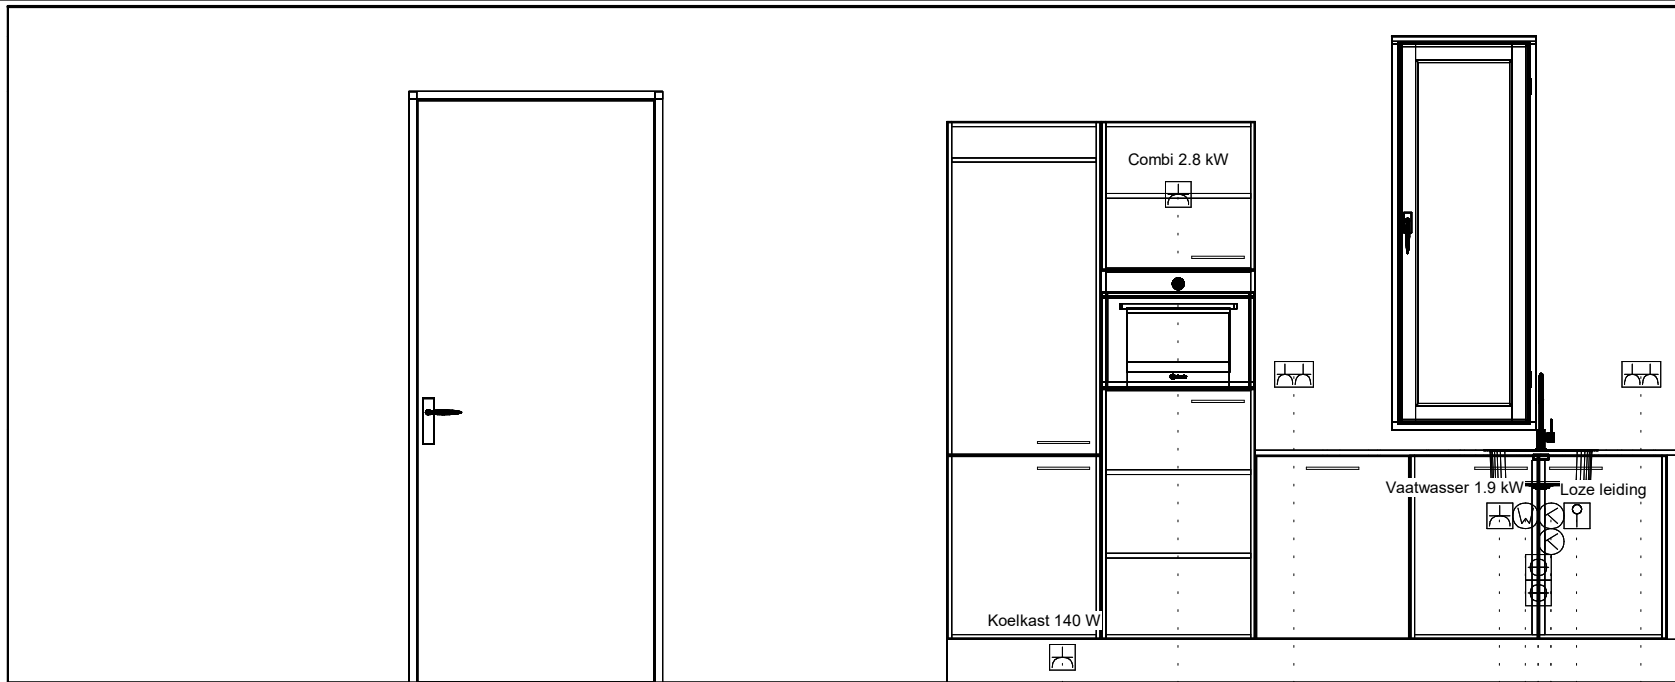 Combi 2.8 kW
Vaatwasser 1.9 kW
Loze leiding
W
K
K
Koelkast 140 W